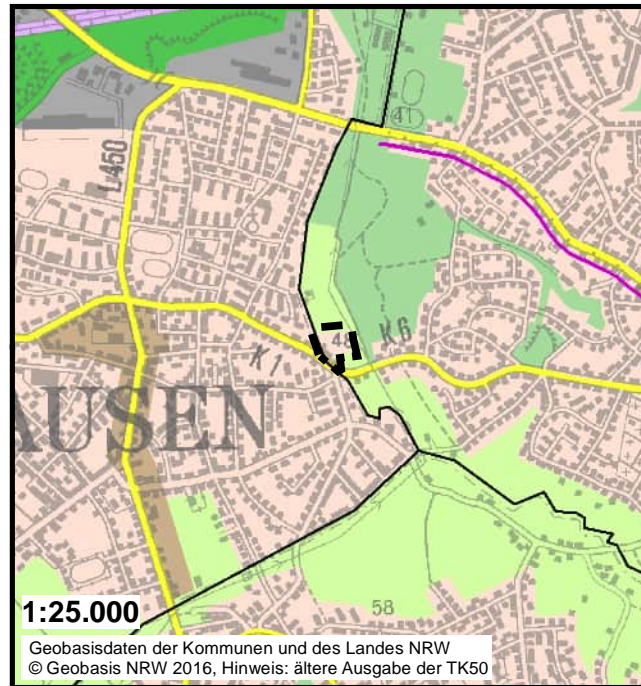 41
L450
K6
K1
AUSEN
58
1:25.000
Geobasisdaten der Kommunen und des Landes NRW
© Geobasis NRW 2016, Hinweis: ältere Ausgabe der TK50